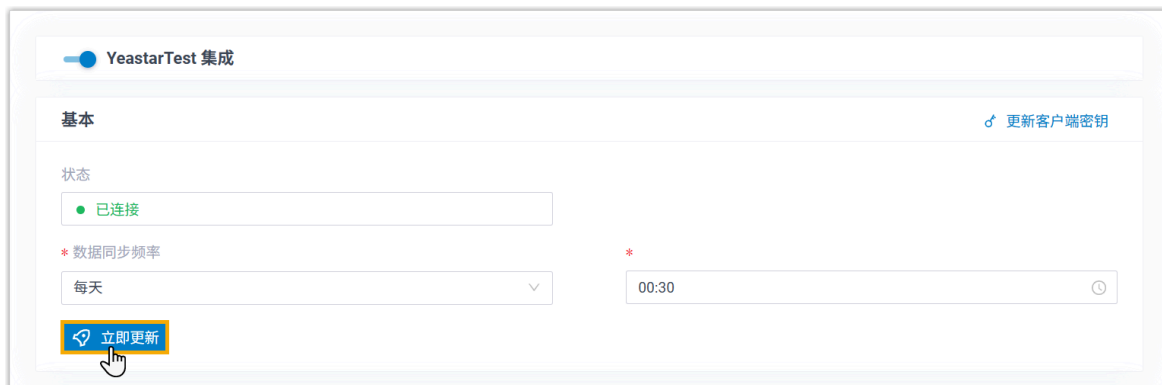 YeastarTest 集成
基本
更新客户端密钥
状态
已连接
* 数据同步频率
*
每天
00:30
立即更新